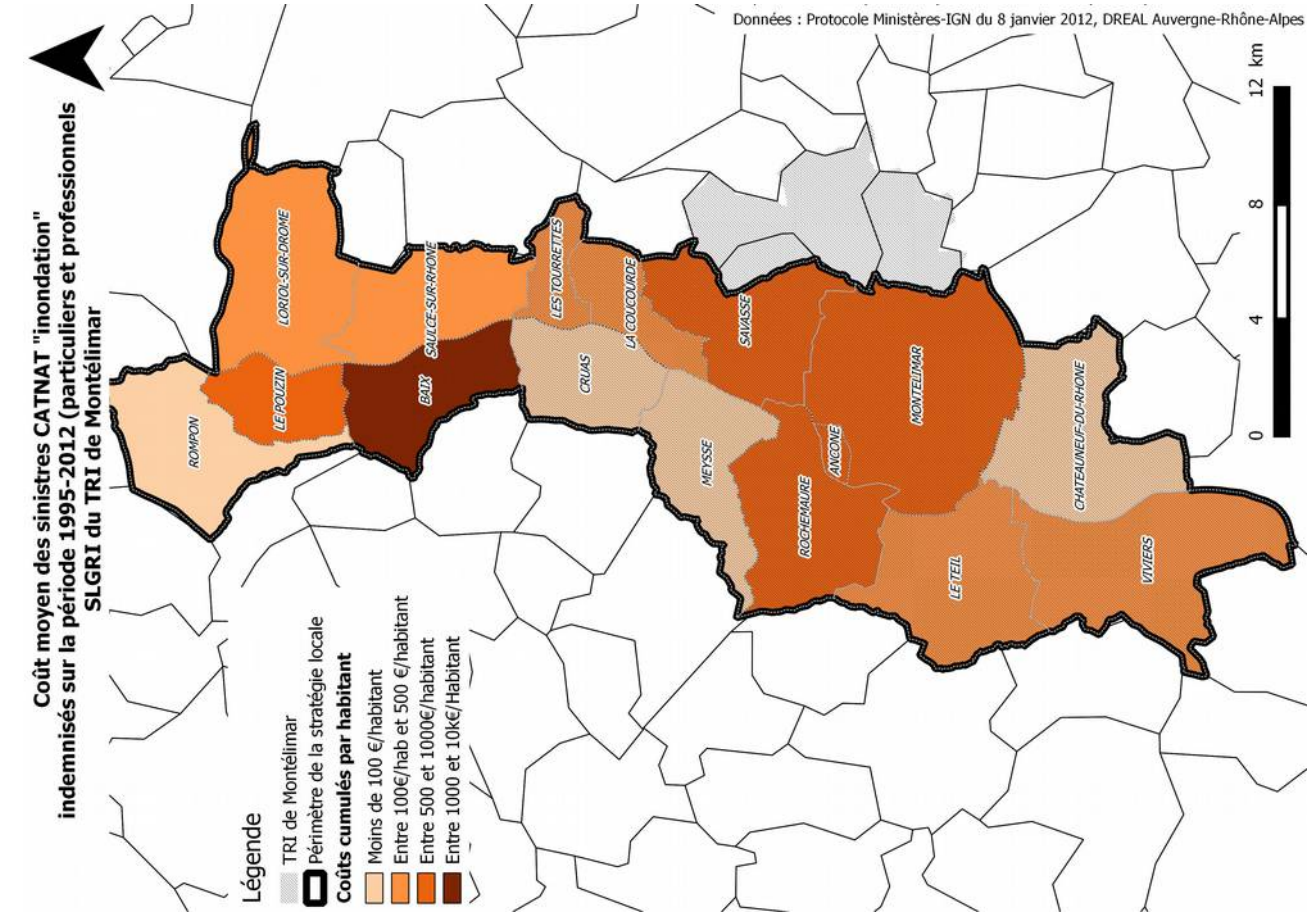 Coût moyen des sinistres CATNAT "inondation"
indemnisés sur la période 1995-2012 (particuliers et professionnels
SLGRI du TRI de Montélimar
Légende
TRI de Montélimar
Périmètre de la stratégie locale
Coûts cumulés par habitant
Moins de 100 €/habitant
Entre 100€/hab et 500 €/habitant
Entre 500 et 1000€/habitant
Entre 1000 et 10k€/Habitant
ROMPON
LE POUZIN
LORIOL-SUR-DROME
BAIX
SAULCE-SUR-RHONE
CRUAS
LES TOURRETTES
LA COUCOURDE
MEYSSE
SAVASSE
ROCHEMAURE
ANCONE
MONTELIMAR
LE TEIL
CHATEAUNEUF-DU-RHONE
VIVIERS
0 4 8 12 km
Données : Protocole Ministères-IGN du 8 janvier 2012, DREAL Auvergne-Rhône-Alpes